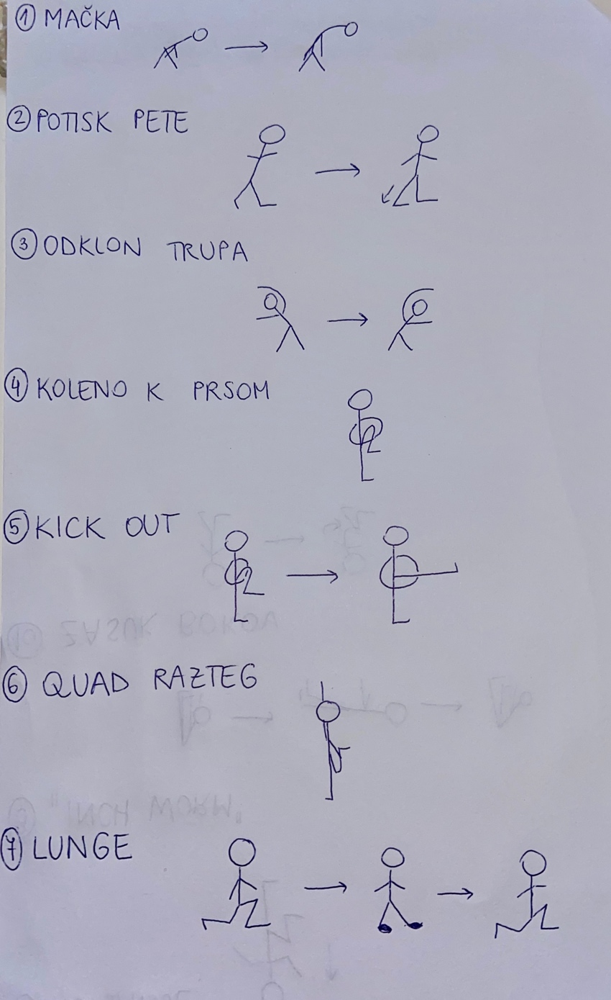 1 MAČKA
2 POTISK PETE
3 ODKLON TRUPA
4 KOLENO K PRSOM
5 KICK OUT
6 QUAD RAZTEG
7 LUNGE